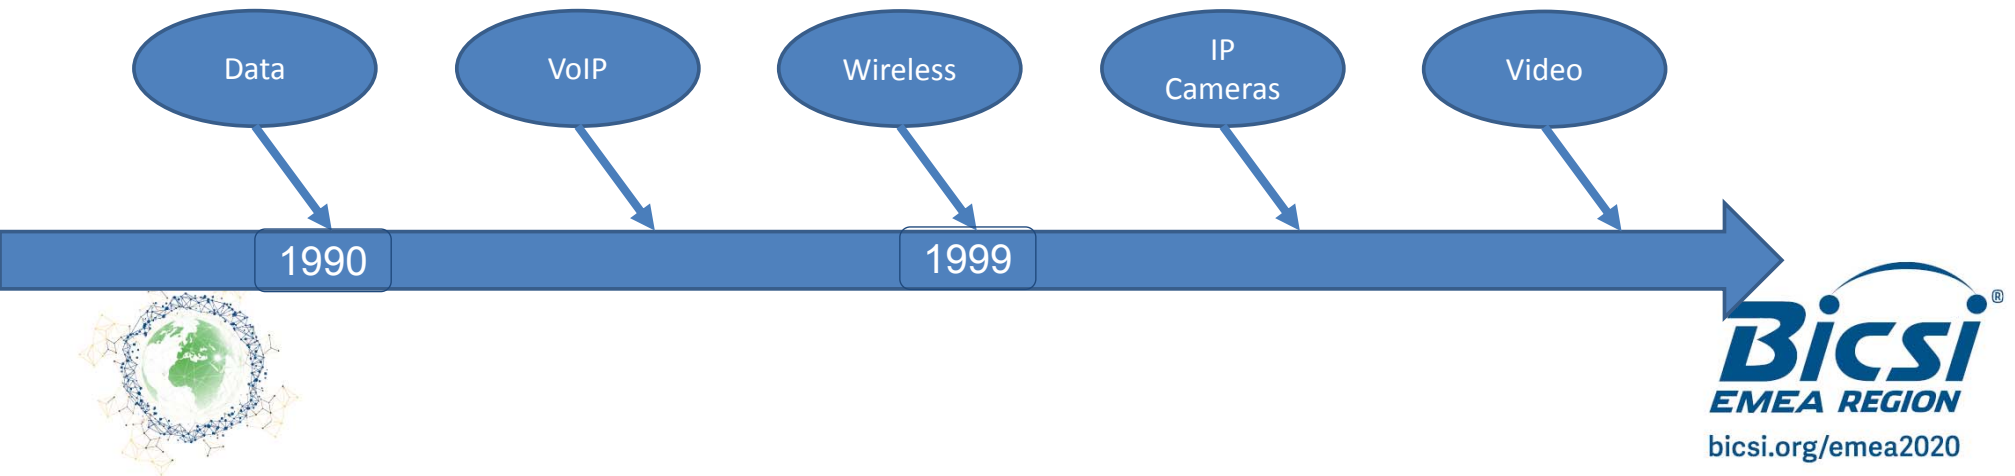 Data
VoIP
Wireless
IP
Cameras
Video
1990
1999
Bicsi®
EMEA REGION
bicsi.org/emea2020